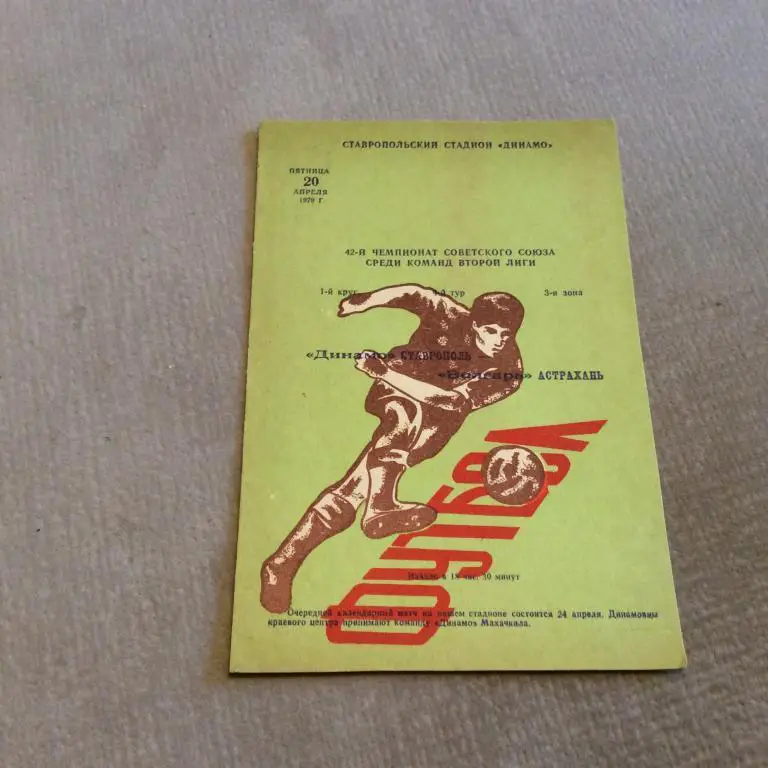 СТАВРОПОЛЬСКИЙ СТАДИОН «ДИНАМО»
ПЯТНИЦА
20
АПРЕЛЯ
1979 Г.
42-Й ЧЕМПИОНАТ СОВЕТСКОГО СОЮЗА
СРЕДИ КОМАНД ВТОРОЙ ЛИГИ
1-й круг тур 3-я зона
«Динамо» СТАВРОПОЛЬ —
«Волгарь» АСТРАХАНЬ
ФУТБОЛ
Начало в 18 час. 30 минут
Очередной календарный матч на нашем стадионе состоится 24 апреля. Динамовцы
краевого центра принимают команду «Динамо» Махачкала.